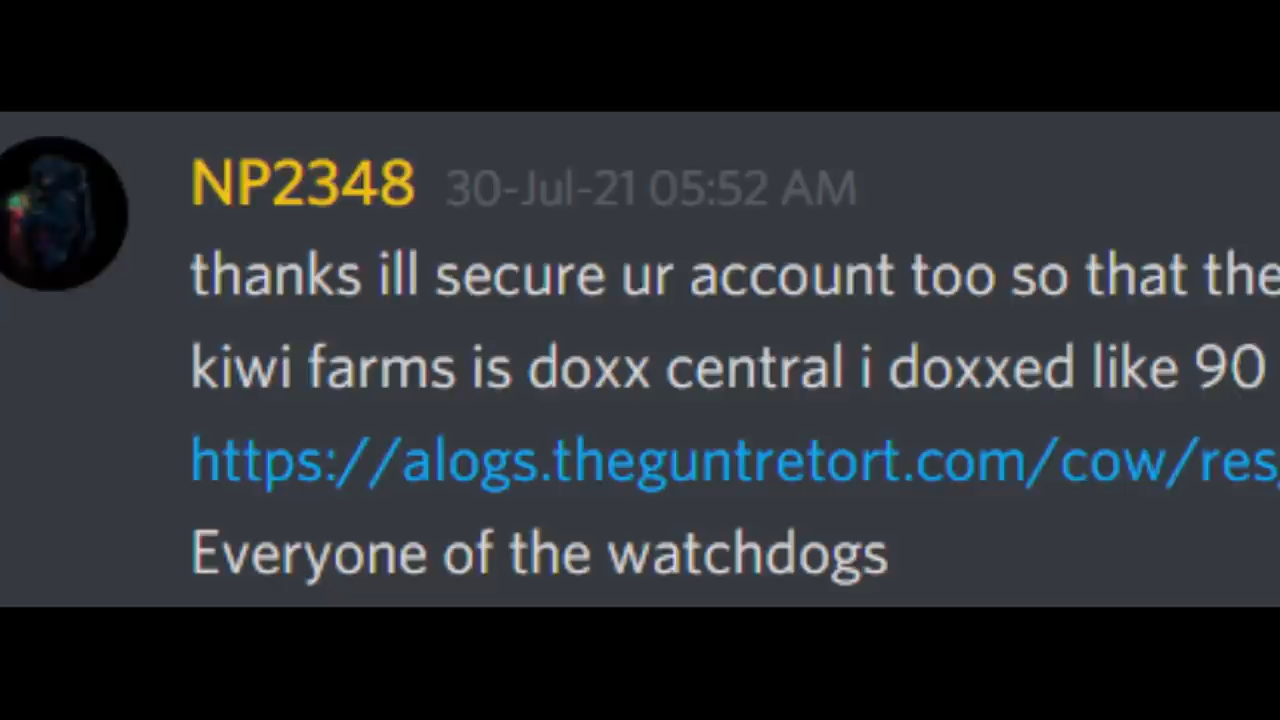 NP2348 30-Jul-21 05:52 AM
thanks ill secure ur account too so that the
kiwi farms is doxx central i doxxed like 90
https://alogs.theguntretort.com/cow/res
Everyone of the watchdogs